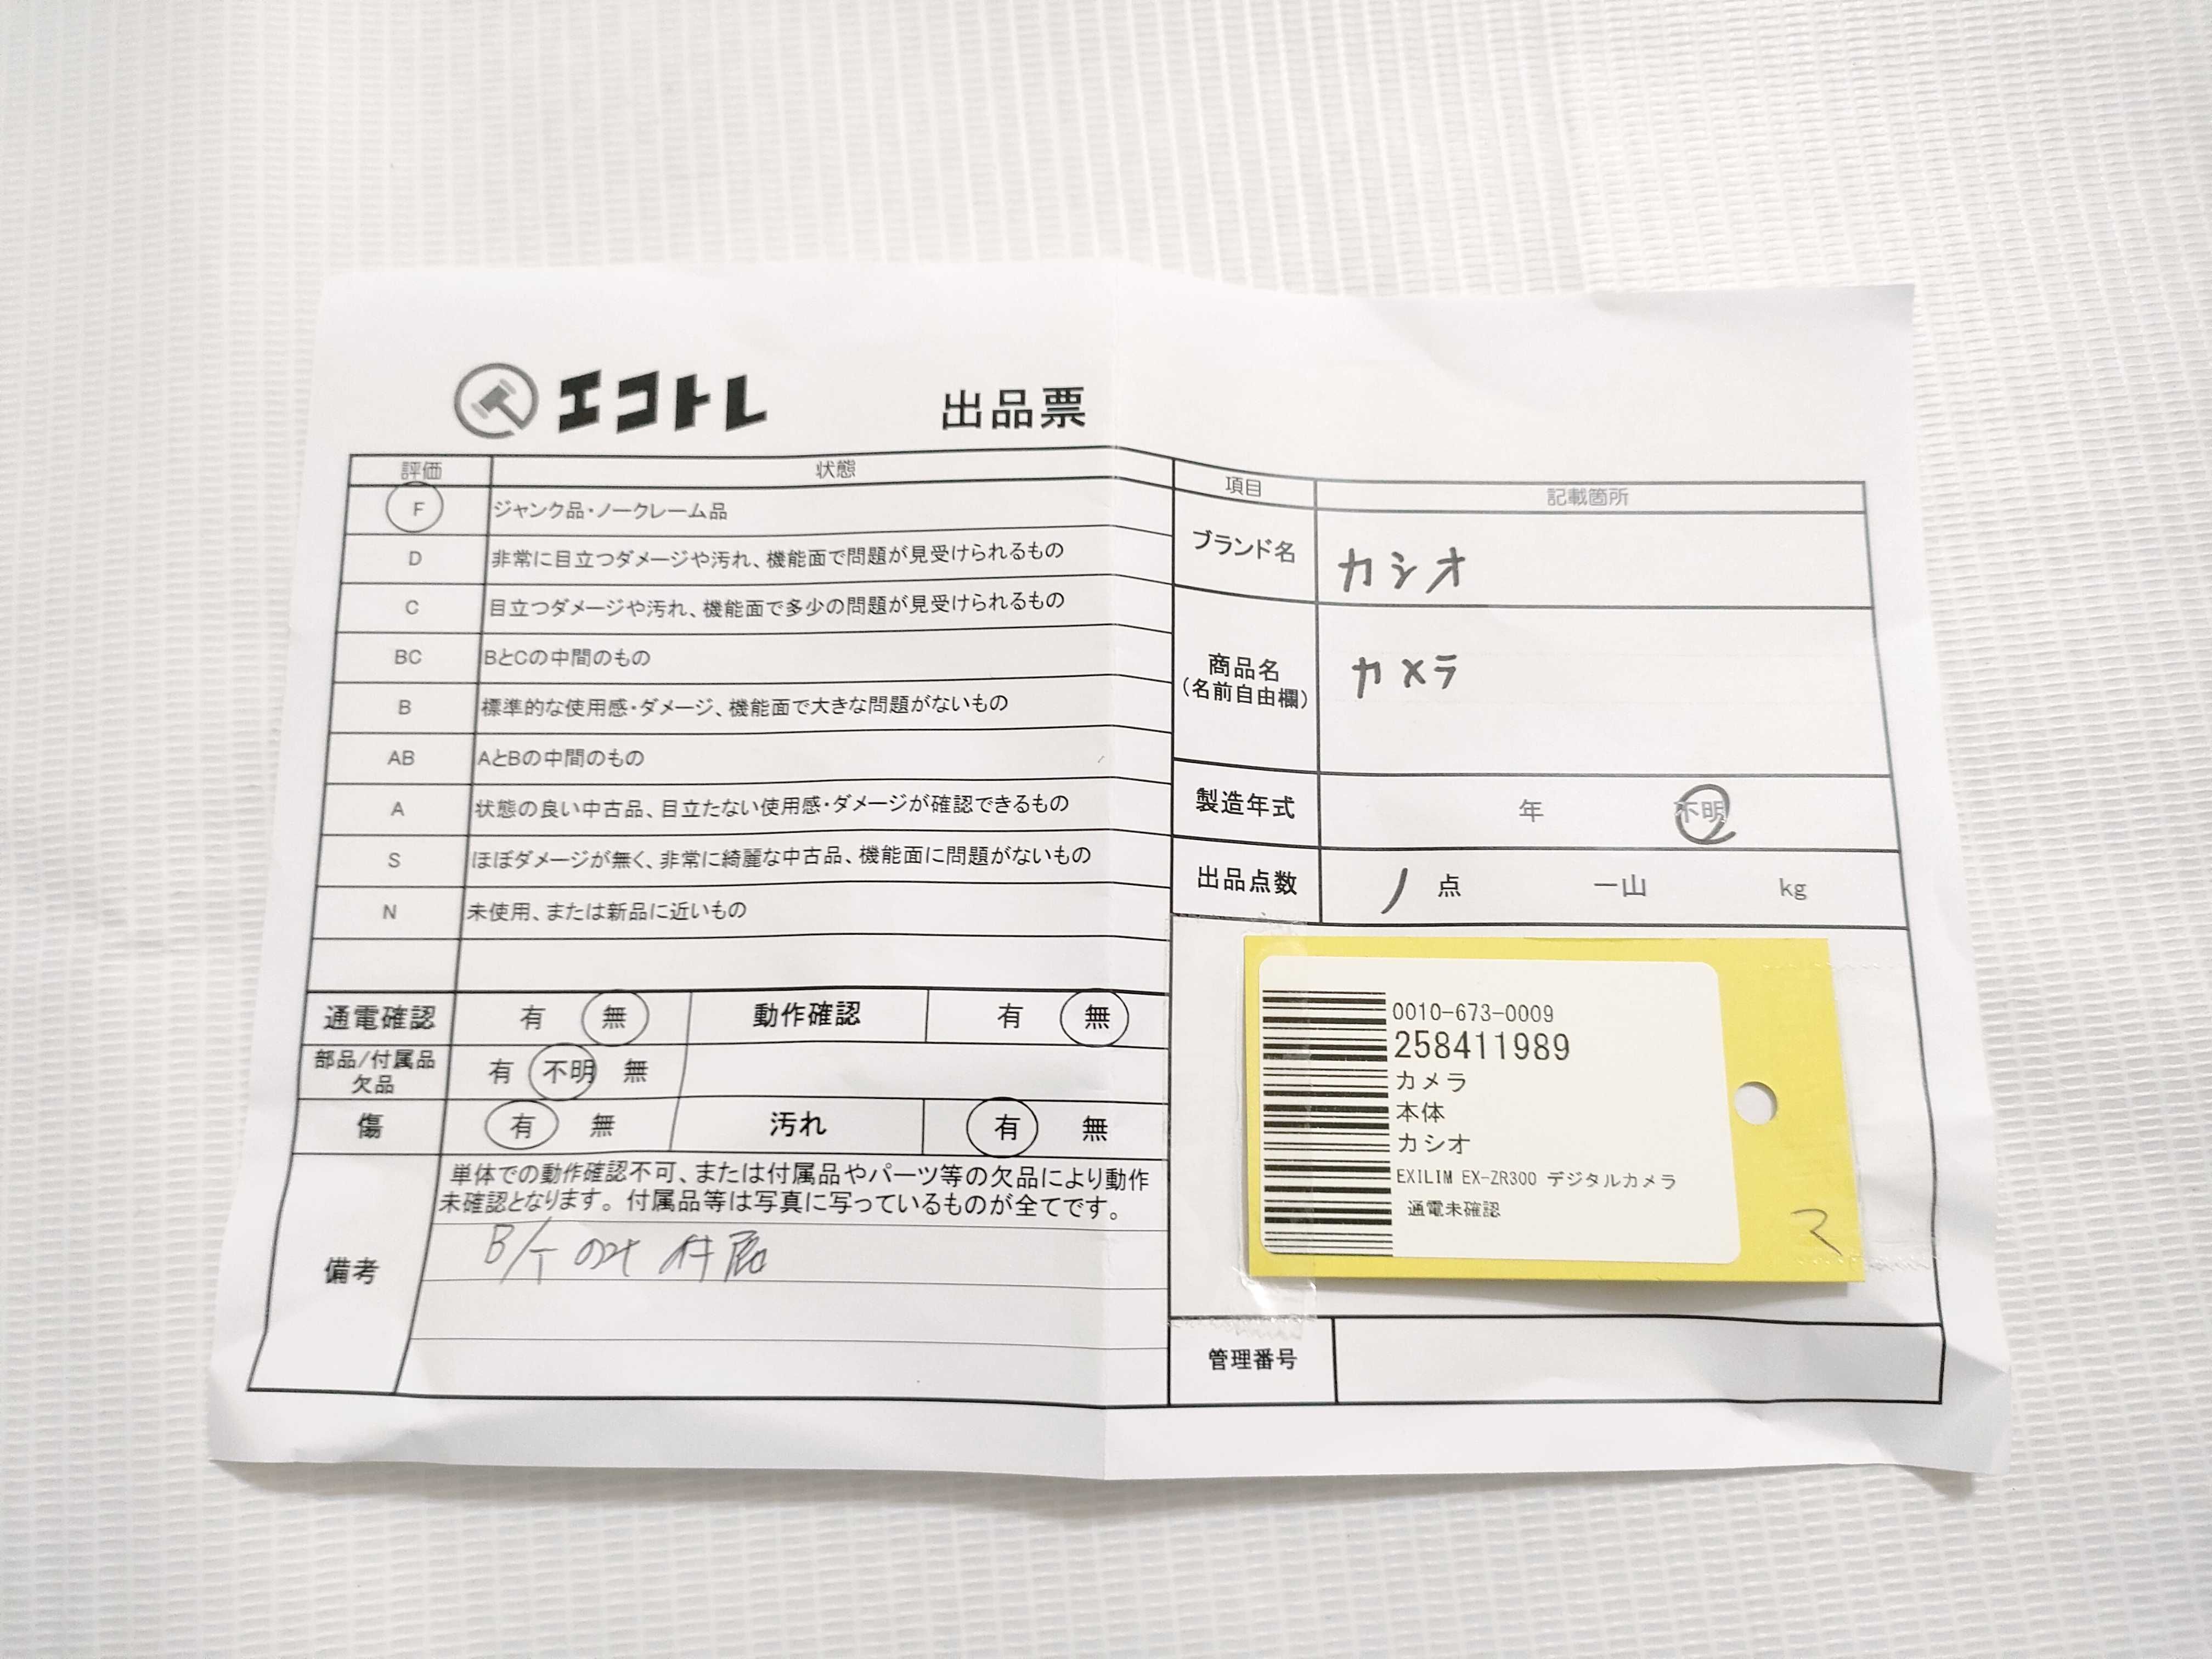 エコトレ 出品票
評価 状態
F ジャンク品・ノークレーム品
D 非常に目立つダメージや汚れ、機能面で問題が見受けられるもの
C 目立つダメージや汚れ、機能面で多少の問題が見受けられるもの
BC BとCの中間のもの
B 標準的な使用感・ダメージ、機能面で大きな問題がないもの
AB AとBの中間のもの
A 状態の良い中古品、目立たない使用感・ダメージが確認できるもの
S ほぼダメージが無く、非常に綺麗な中古品、機能面に問題がないもの
N 未使用、または新品に近いもの
通電確認 有 無 動作確認 有 無
部品/付属品
欠品 有 不明 無
傷 有 無 汚れ 有 無
備考
単体での動作確認不可、または付属品やパーツ等の欠品により動作
未確認となります。付属品等は写真に写っているものが全てです。
B/T のみ 付属
項目 記載箇所
ブランド名 カシオ
商品名
(名前自由欄) カメラ
製造年式 年 不明
出品点数 1 点 一山 kg
0010-673-0009
258411989
カメラ
本体
カシオ
EXILIM EX-ZR300 デジタルカメラ
通電未確認
マ
管理番号